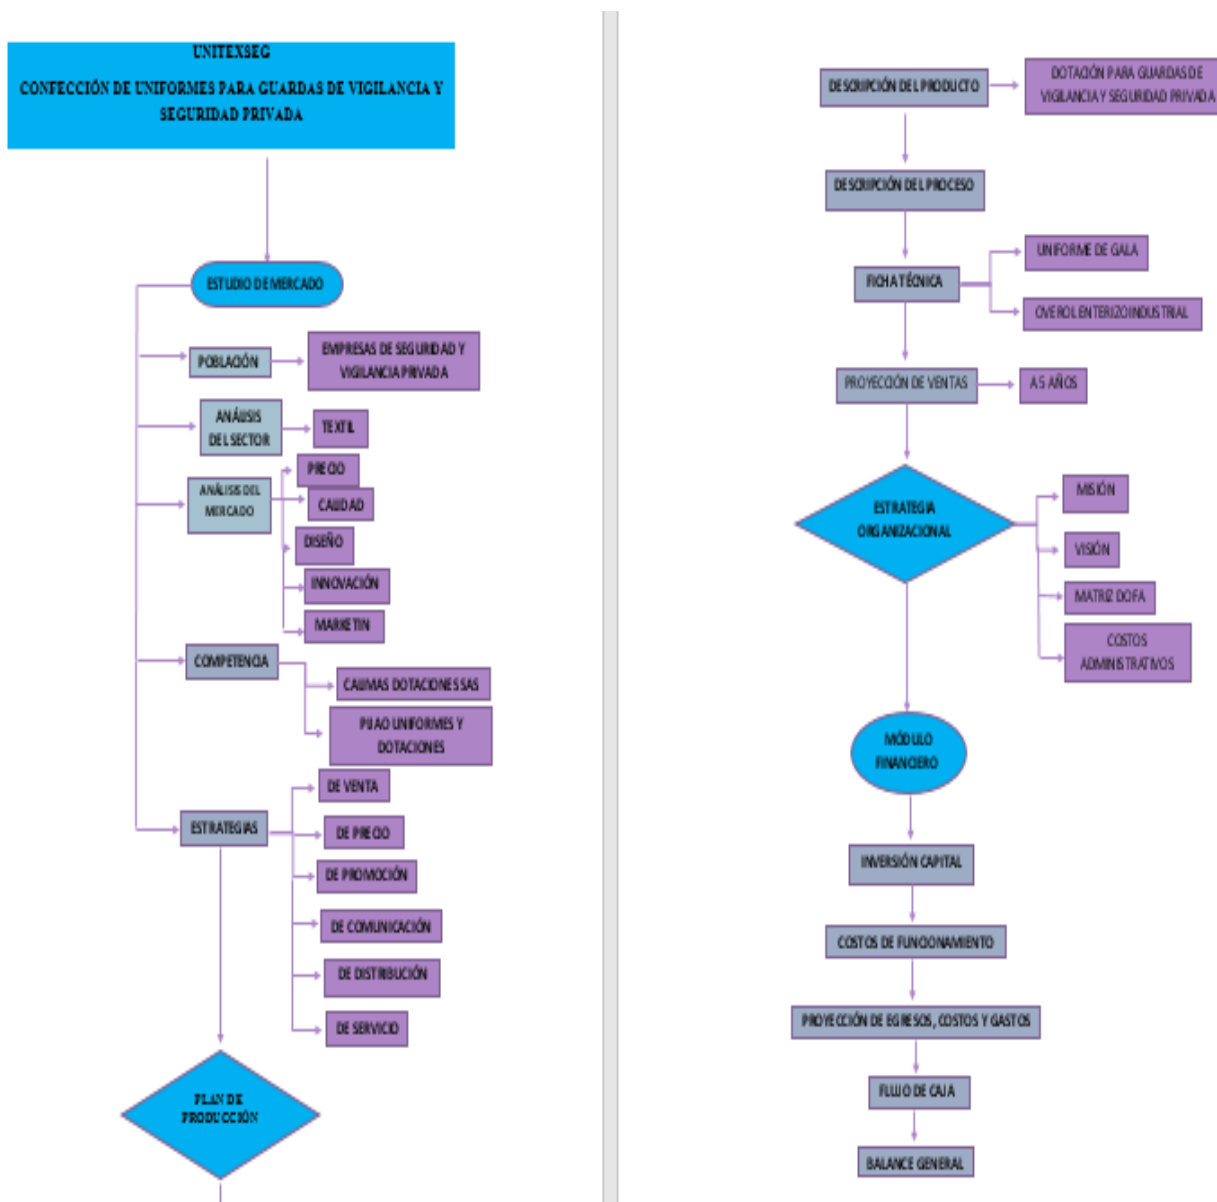 UNITEXSEG
CONFECCIÓN DE UNIFORMES PARA GUARDAS DE VIGILANCIA Y
SEGURIDAD PRIVADA
ESTUDIO DE MERCADO
POBLACIÓN
EMPRESAS DE SEGURIDAD Y
VIGILANCIA PRIVADA
ANÁLISIS
DEL SECTOR
TEXTIL
ANÁLISIS DEL
MERCADO
PRECIO
CALIDAD
DISEÑO
INNOVACIÓN
MARKETIN
COMPETENCIA
CALIMAS DOTACIONES SAS
PIJAO UNIFORMES Y
DOTACIONES
ESTRATEGIAS
DE VENTA
DE PRECIO
DE PROMOCIÓN
DE COMUNICACIÓN
DE DISTRIBUCIÓN
DE SERVICIO
PLAN DE
PRODUCCIÓN
DESCRIPCIÓN DEL PRODUCTO
DOTACIÓN PARA GUARDAS DE
VIGILANCIA Y SEGURIDAD PRIVADA
DESCRIPCIÓN DEL PROCESO
FICHA TÉCNICA
UNIFORME DE GALA
OVEROL ENTERIZO INDUSTRIAL
PROYECCIÓN DE VENTAS
A 5 AÑOS
ESTRATEGIA
ORGANIZACIONAL
MISIÓN
VISIÓN
MATRIZ DOFA
COSTOS
ADMINISTRATIVOS
MÓDULO
FINANCIERO
INVERSIÓN CAPITAL
COSTOS DE FUNCIONAMIENTO
PROYECCIÓN DE EGRESOS, COSTOS Y GASTOS
FLUJO DE CAJA
BALANCE GENERAL